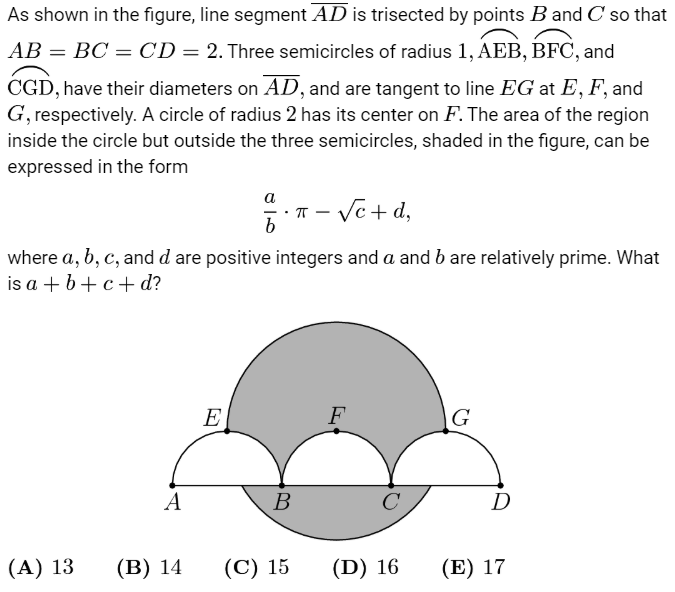 As shown in the figure, line segment $\overline{AD}$ is trisected by points $B$ and $C$ so that
$AB = BC = CD = 2.$ Three semicircles of radius $1$, $\overset{\frown}{\text{AEB}}, \overset{\frown}{\text{BFC}},$ and
$\overset{\frown}{\text{CGD}},$ have their diameters on $\overline{AD},$ and are tangent to line $EG$ at $E, F,$ and
$G,$ respectively. A circle of radius $2$ has its center on $F.$ The area of the region
inside the circle but outside the three semicircles, shaded in the figure, can be
expressed in the form
$\frac{a}{b} \cdot \pi - \sqrt{c} + d,$
where $a, b, c,$ and $d$ are positive integers and $a$ and $b$ are relatively prime. What
is $a + b + c + d$?
E F G
A B C D
(A) 13 (B) 14 (C) 15 (D) 16 (E) 17